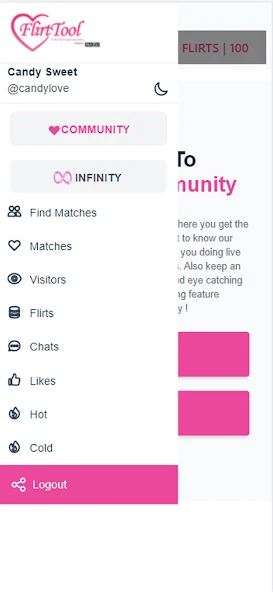 FlirtTool
FLIRTS | 100
Candy Sweet
@candylove
COMMUNITY
INFINITY
To
munity
Find Matches
Matches
Visitors
Flirts
Chats
Likes
Hot
Cold
Logout
here you get the
t to know our
you doing live
. Also keep an
d eye catching
ng feature
y !